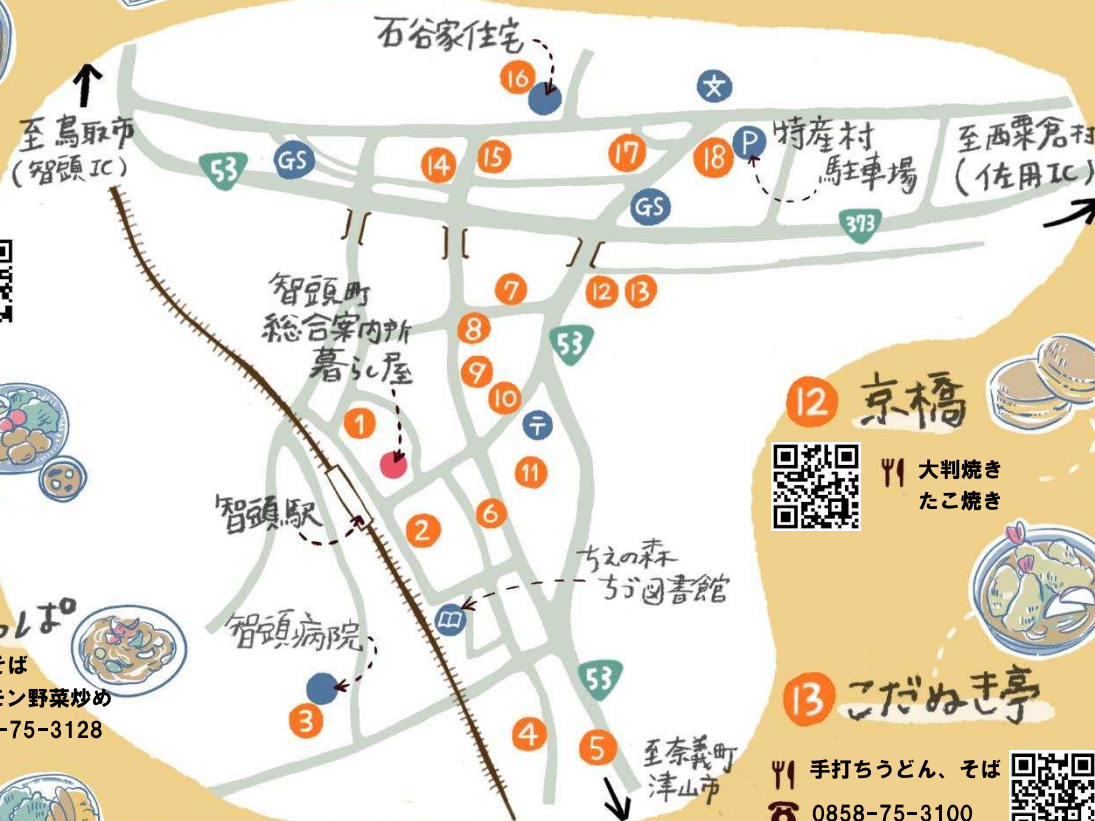 石谷家住宅
16
文
至鳥取市
(智頭IC)
53
GS
14
15
17
18
P
特産村
駐車場
至西粟倉村
(佐用IC)
GS
373
智頭町
総合案内所
暮らし屋
7
12
13
8
53
9
10
〒
1
11
智頭駅
2
6
ちえの森
ちづ図書館
智頭病院
3
4
5
53
至奈義町
津山市
12 京橋
大判焼き
たこ焼き
13 こだぬき亭
手打ちうどん、そば
0858-75-3100
っぱ
そば
モン野菜炒め
-75-3128